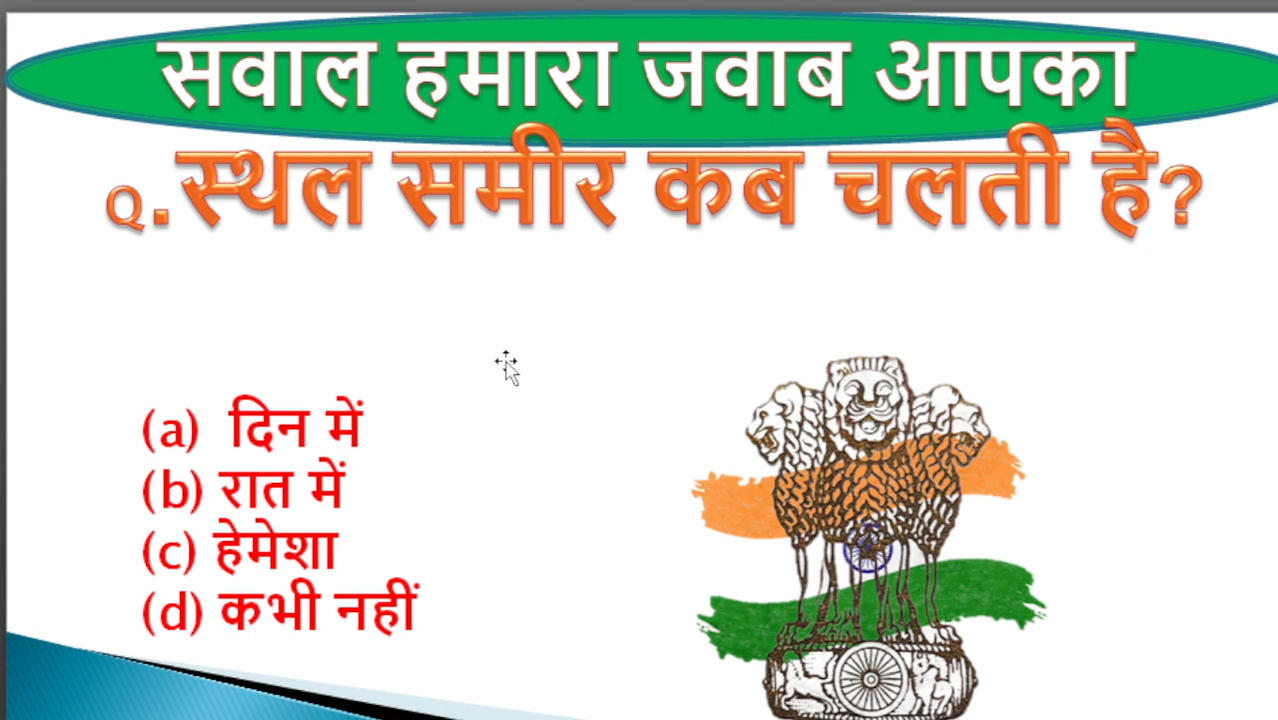 सवाल हमारा जवाब आपका
Q.स्थल समीर कब चलती है?
(a) दिन में
(b) रात में
(c) हेमेशा
(d) कभी नहीं